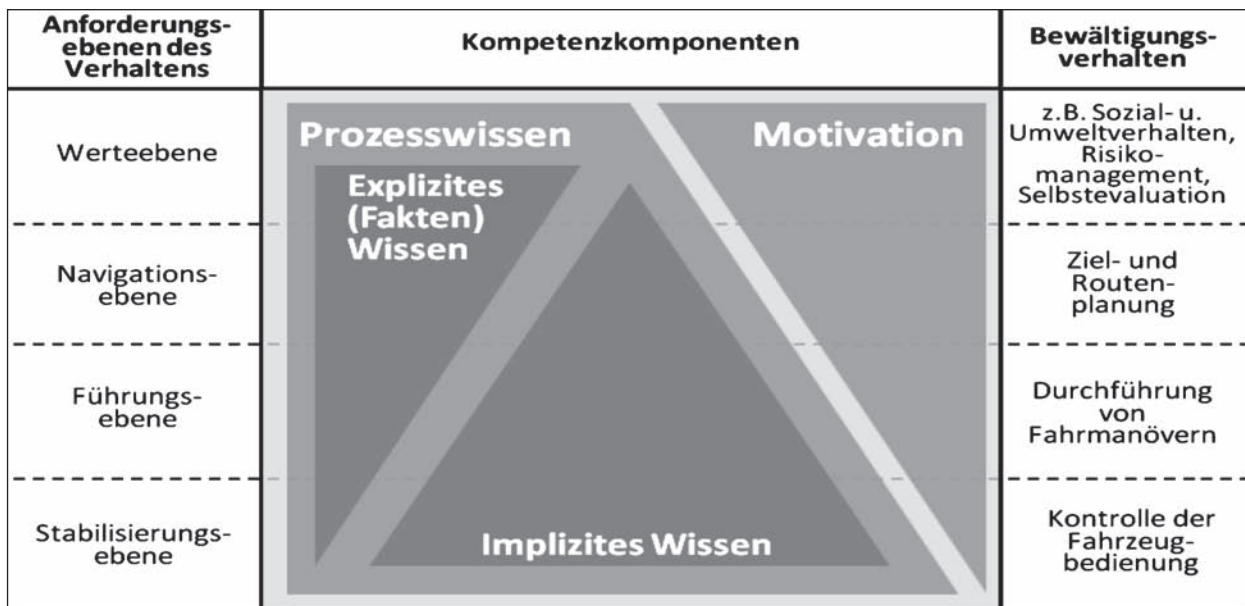 Anforderungs-
ebenen des
Verhaltens
Kompetenzkomponenten
Bewältigungs-
verhalten
Werteebene
Prozesswissen
Motivation
Explizites
(Fakten)
Wissen
z.B. Sozial- u.
Umweltverhalten,
Risiko-
management,
Selbstevaluation
Navigations-
ebene
Ziel- und
Routen-
planung
Führungs-
ebene
Durchführung
von
Fahrmanövern
Stabilisierungs-
ebene
Implizites Wissen
Kontrolle der
Fahrzeug-
bedienung